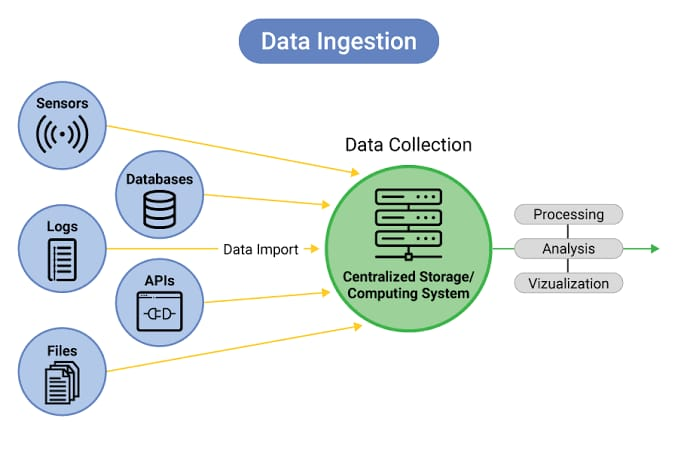 Data Ingestion
Sensors
Databases
Logs
APIs
Files
Data Import
Data Collection
Centralized Storage/
Computing System
Processing
Analysis
Vizualization